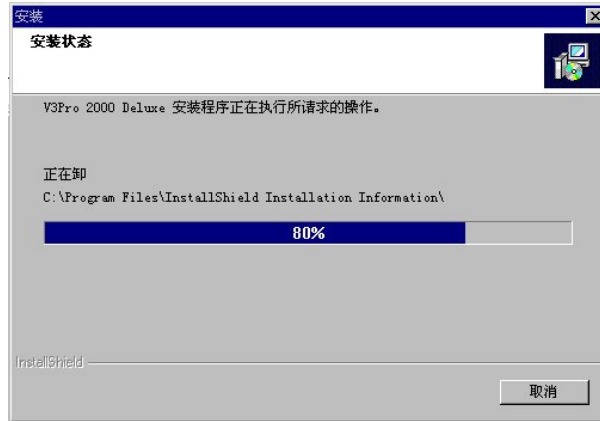 安装
安装状态
V3Pro 2000 Deluxe 安装程序正在执行所请求的操作。
正在卸
C:\Program Files\InstallShield Installation Information\
80%
InstallShield
取消